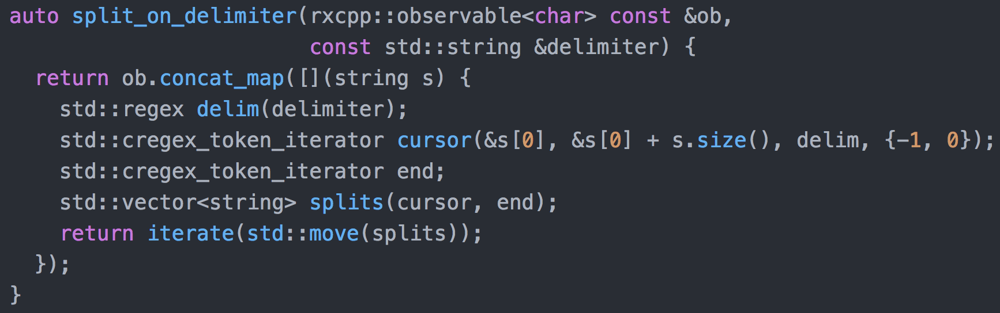 auto split_on_delimiter(rxcpp::observable<char> const &ob,
                        const std::string &delimiter) {
  return ob.concat_map([](string s) {
    std::regex delim(delimiter);
    std::cregex_token_iterator cursor(&s[0], &s[0] + s.size(), delim, {-1, 0});
    std::cregex_token_iterator end;
    std::vector<string> splits(cursor, end);
    return iterate(std::move(splits));
  });
}